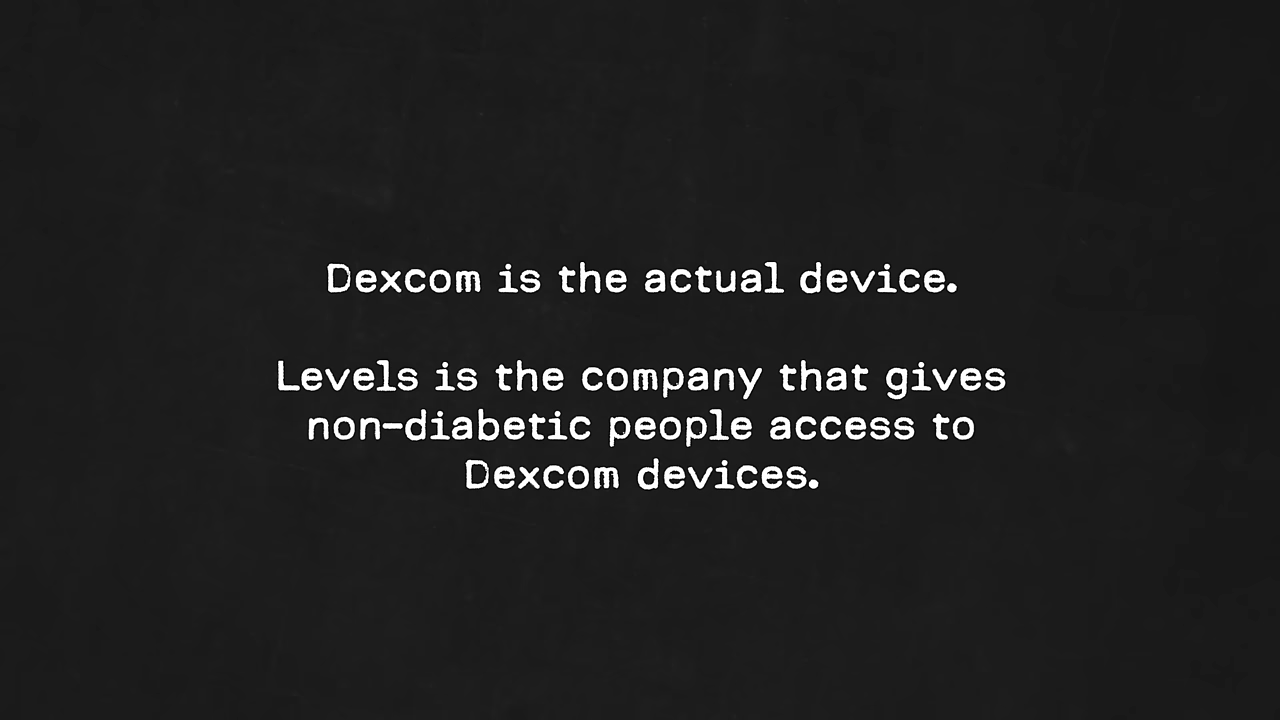 Dexcom is the actual device.
Levels is the company that gives
non-diabetic people access to
Dexcom devices.